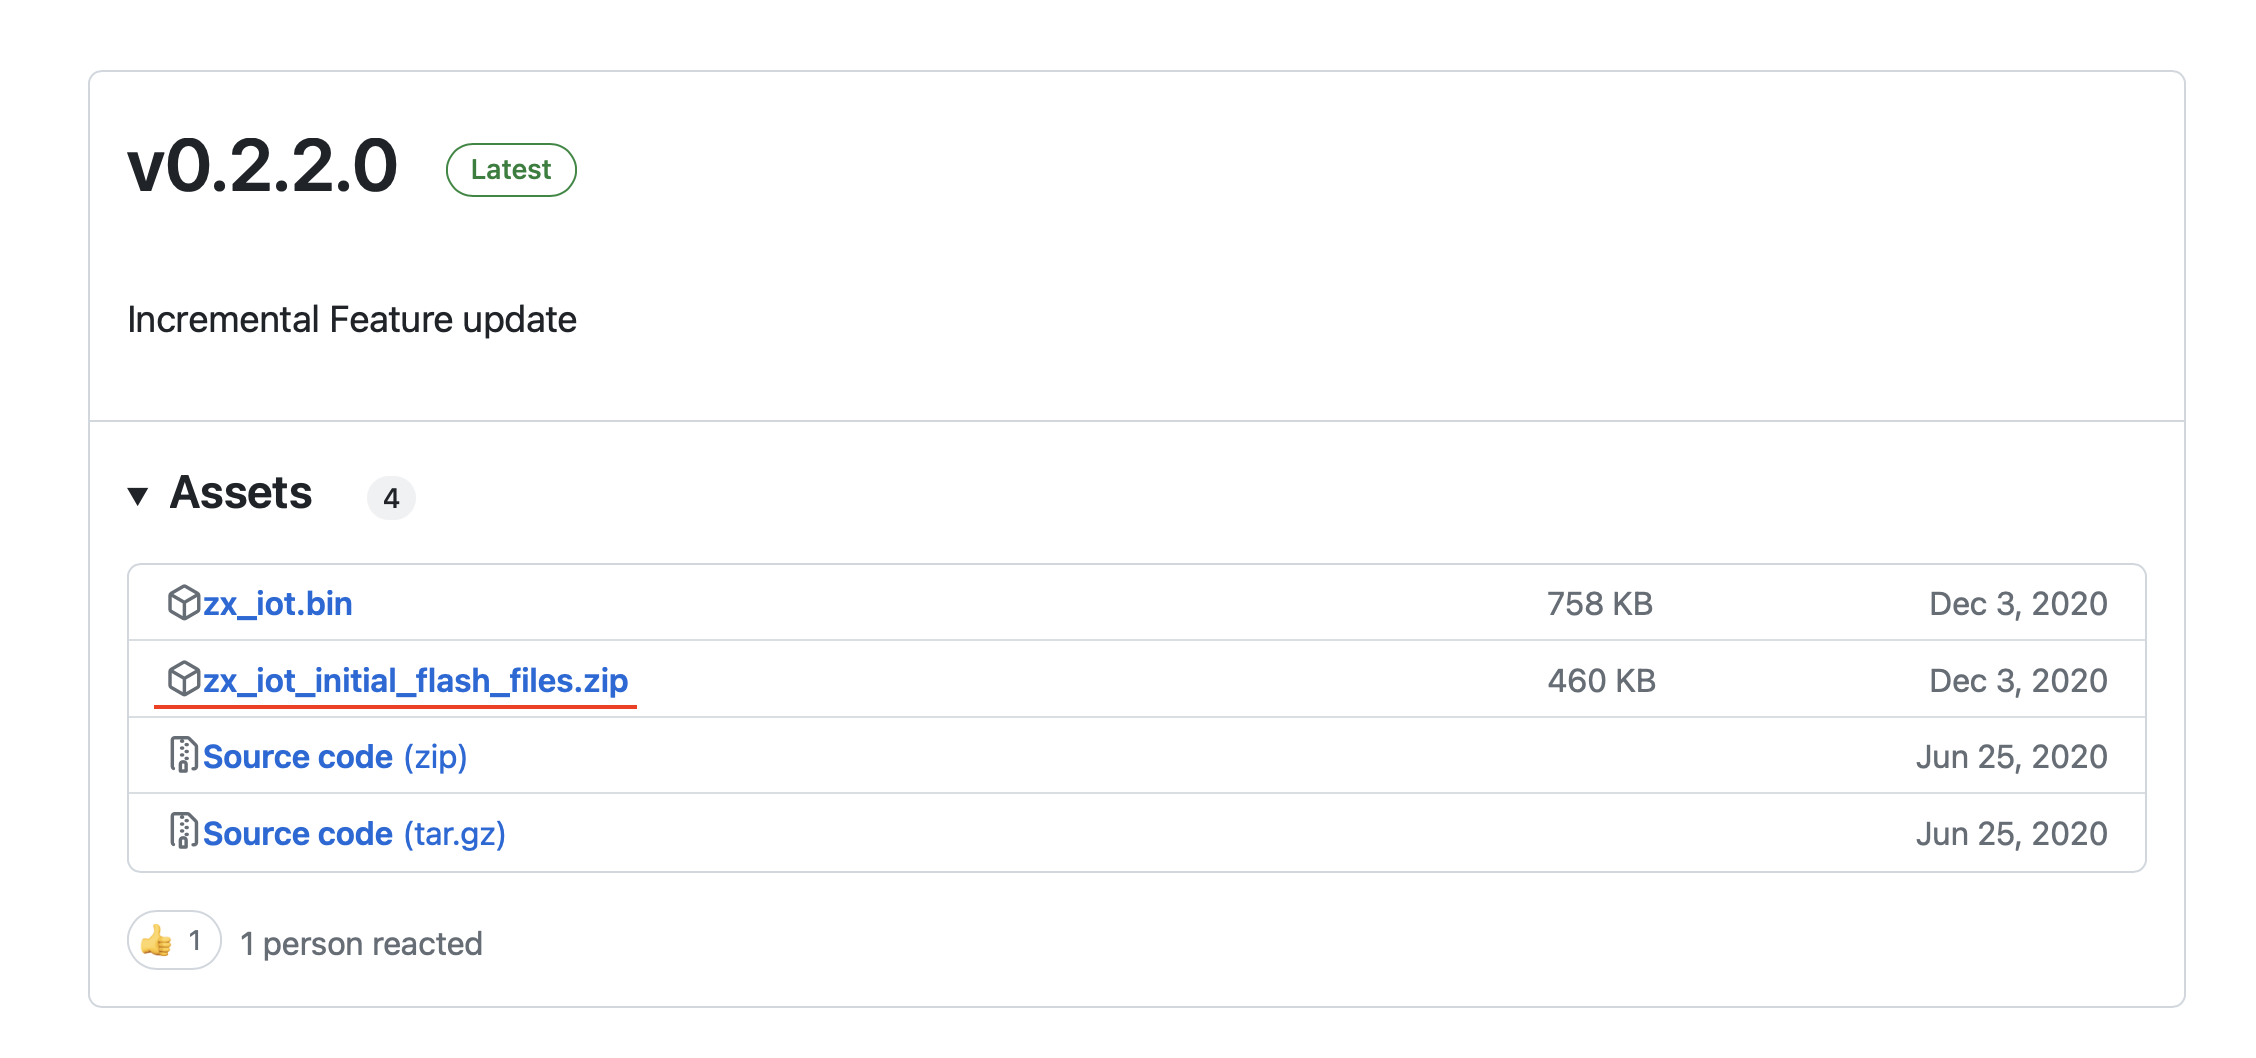 v0.2.2.0 Latest
Incremental Feature update
Assets 4
zx_iot.bin 758 KB Dec 3, 2020
zx_iot_initial_flash_files.zip 460 KB Dec 3, 2020
Source code (zip) Jun 25, 2020
Source code (tar.gz) Jun 25, 2020
👍 1 1 person reacted